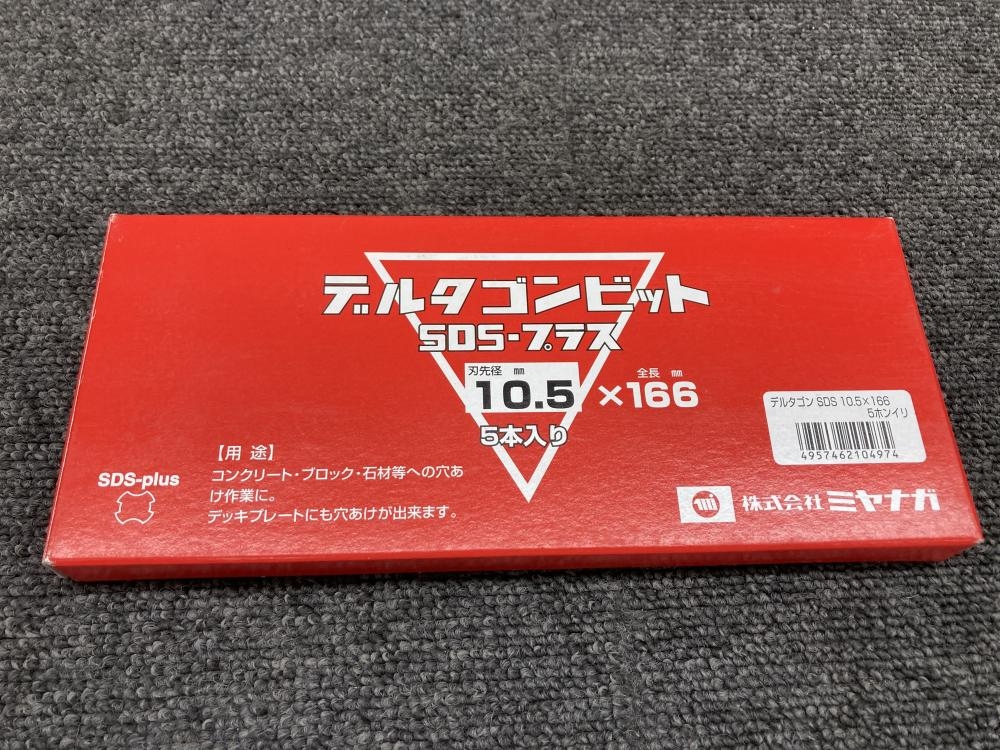 デルタゴンビット
SDS-プラス
刃先径 ㎜
全長 ㎜
10.5 ×166
5本入り
デルタゴン SDS 10.5×166
5ホンイリ
4957462104974
【用 途】
コンクリート・ブロック・石材等への穴あ
け作業に。
デッキプレートにも穴あけが出来ます。
SDS-plus
株式会社 ミヤナガ